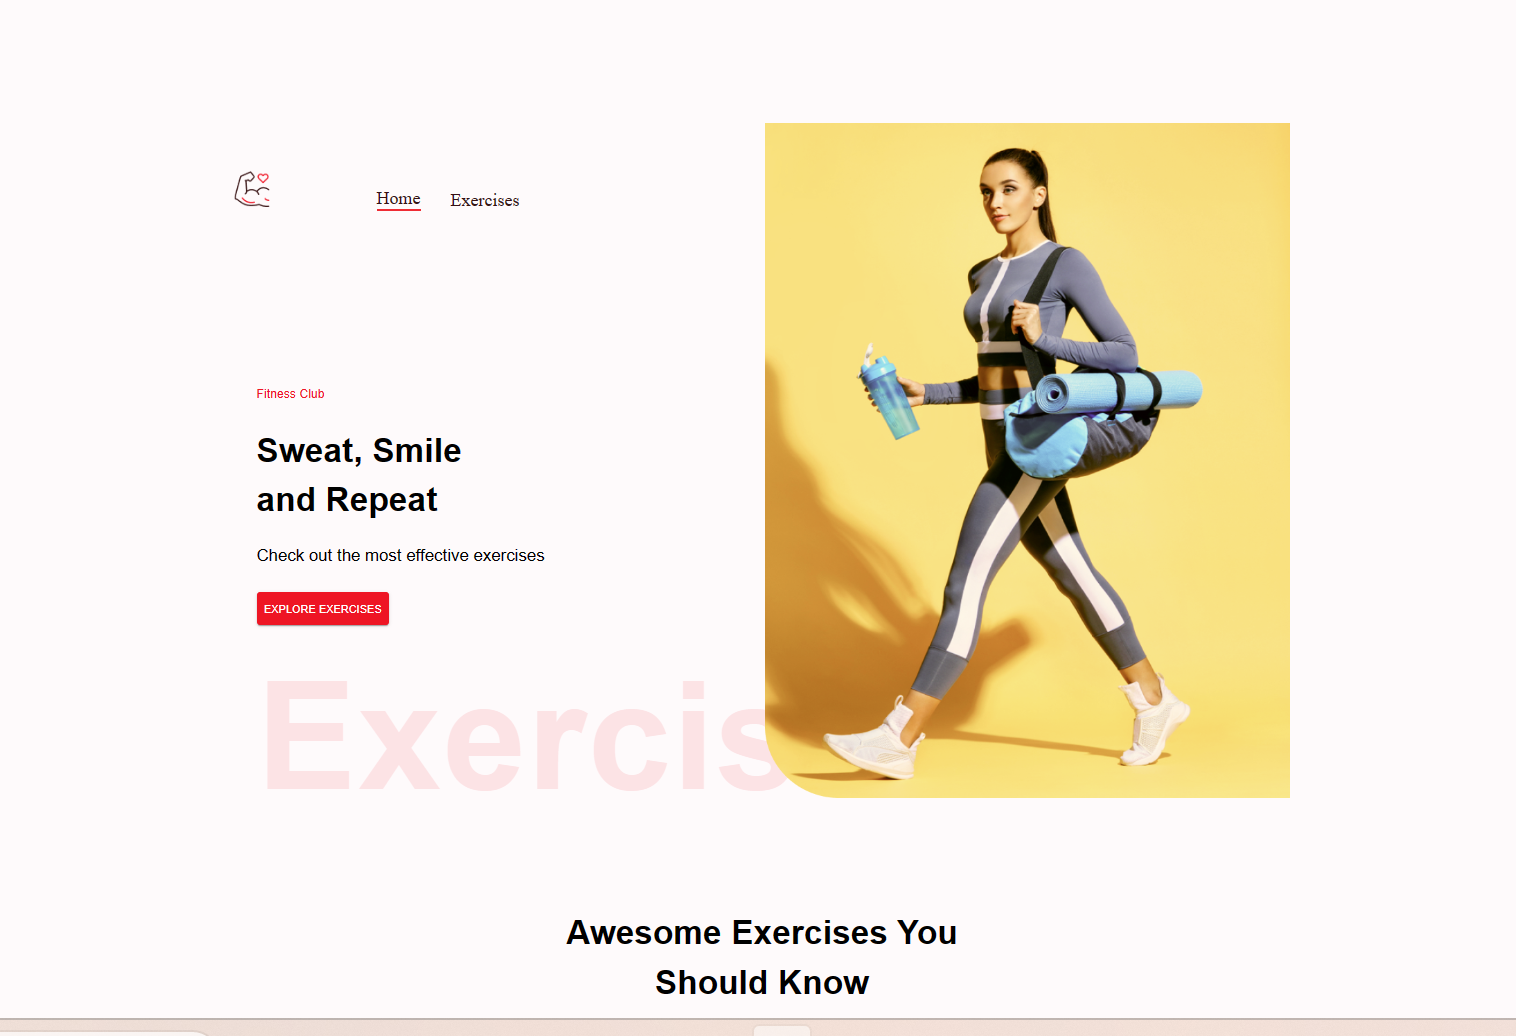 Home
Exercises
Fitness Club
Sweat, Smile
and Repeat
Check out the most effective exercises
EXPLORE EXERCISES
Exercis
Awesome Exercises You
Should Know